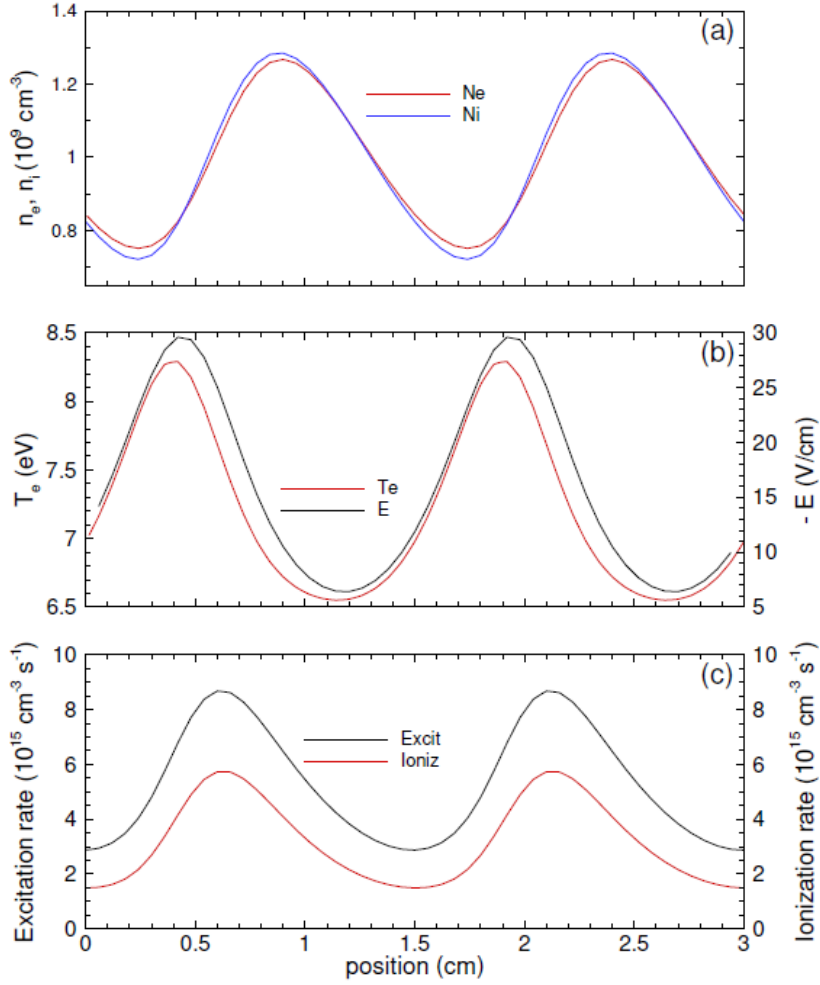 (a)
1.4
1.2
1
0.8
n_e, n_i (10^9 cm^-3)
Ne
Ni
(b)
8.5
8
7.5
7
6.5
T_e (eV)
Te
E
30
25
20
15
10
5
- E (V/cm)
(c)
10
8
6
4
2
0
Excitation rate (10^15 cm^-3 s^-1)
Excit
Ioniz
10
8
6
4
2
0
Ionization rate (10^15 cm^-3 s^-1)
0 0.5 1 1.5 2 2.5 3
position (cm)